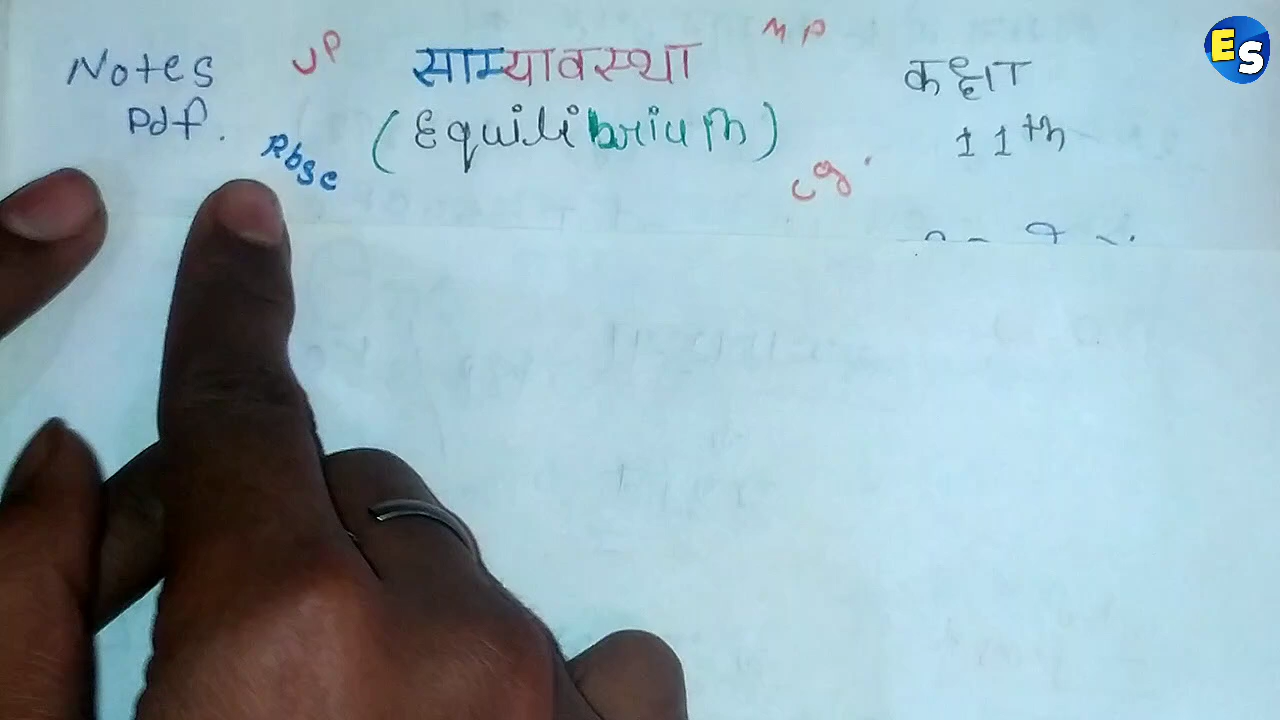 Notes UP साम्यावस्था MP कक्षा ES
Pdf. Rbse (Equilibrium) cg. 11th